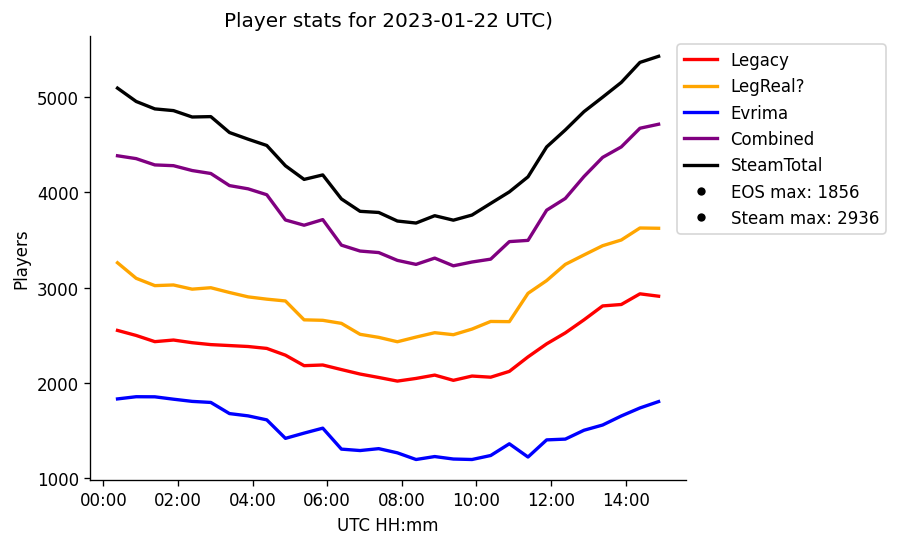 Player stats for 2023-01-22 UTC)
Legacy
LegReal?
Evrima
Combined
SteamTotal
EOS max: 1856
Steam max: 2936
Players
5000
4000
3000
2000
1000
00:00 02:00 04:00 06:00 08:00 10:00 12:00 14:00
UTC HH:mm